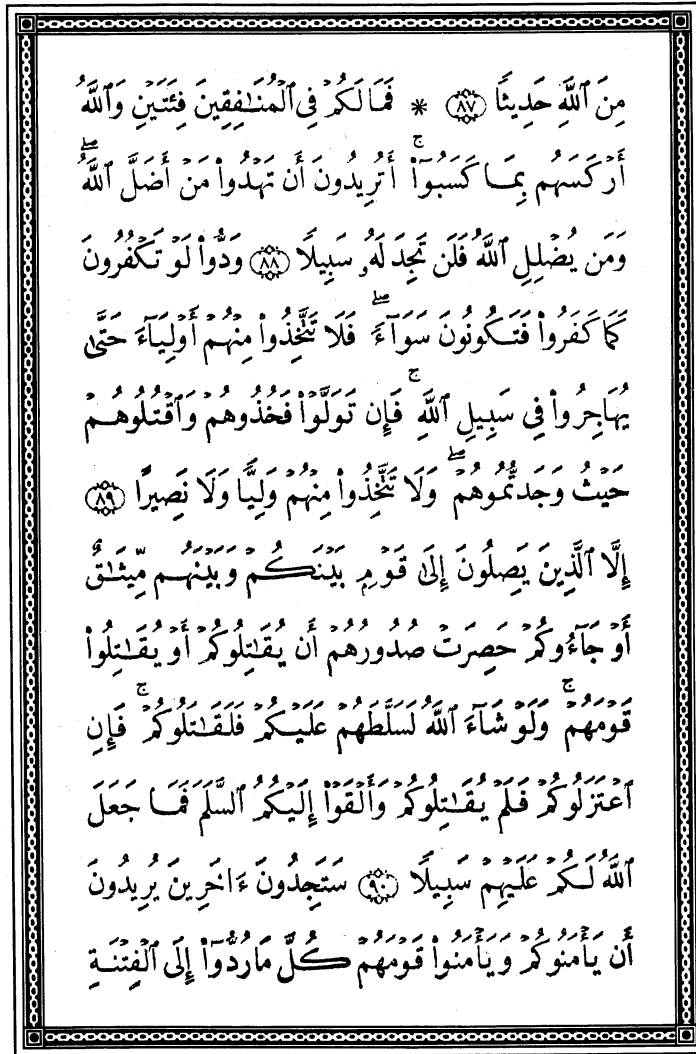 مِنَ ٱللَّهِ حَدِيثًا ﴿٨٧﴾ * فَمَا لَكُمْ فِى ٱلْمُنَـٰفِقِينَ فِئَتَيْنِ وَٱللَّهُ
أَرْكَسَهُم بِمَا كَسَبُوٓا۟ ۚ أَتُرِيدُونَ أَن تَهْدُوا۟ مَنْ أَضَلَّ ٱللَّهُ ۖ
وَمَن يُضْلِلِ ٱللَّهُ فَلَن تَجِدَ لَهُۥ سَبِيلًا ﴿٨٨﴾ وَدُّوا۟ لَوْ تَكْفُرُونَ
كَمَا كَفَرُوا۟ فَتَكُونُونَ سَوَآءً ۖ فَلَا تَتَّخِذُوا۟ مِنْهُمْ أَوْلِيَآءَ حَتَّىٰ
يُهَاجِرُوا۟ فِى سَبِيلِ ٱللَّهِ ۚ فَإِن تَوَلَّوْا۟ فَخُذُوهُمْ وَٱقْتُلُوهُمْ
حَيْثُ وَجَدتُّمُوهُمْ ۖ وَلَا تَتَّخِذُوا۟ مِنْهُمْ وَلِيًّا وَلَا نَصِيرًا ﴿٨٩﴾
إِلَّا ٱلَّذِينَ يَصِلُونَ إِلَىٰ قَوْمٍۭ بَيْنَكُمْ وَبَيْنَهُم مِّيثَـٰقٌ
أَوْ جَآءُوكُمْ حَصِرَتْ صُدُورُهُمْ أَن يُقَـٰتِلُوكُمْ أَوْ يُقَـٰتِلُوا۟
قَوْمَهُمْ ۚ وَلَوْ شَآءَ ٱللَّهُ لَسَلَّطَهُمْ عَلَيْكُمْ فَلَقَـٰتَلُوكُمْ ۚ فَإِنِ
ٱعْتَزَلُوكُمْ فَلَمْ يُقَـٰتِلُوكُمْ وَأَلْقَوْا۟ إِلَيْكُمُ ٱلسَّلَمَ فَمَا جَعَلَ
ٱللَّهُ لَكُمْ عَلَيْهِمْ سَبِيلًا ﴿٩٠﴾ سَتَجِدُونَ ءَاخَرِينَ يُرِيدُونَ
أَن يَأْمَنُوكُمْ وَيَأْمَنُوا۟ قَوْمَهُمْ كُلَّ مَا رُدُّوٓا۟ إِلَى ٱلْفِتْنَةِ